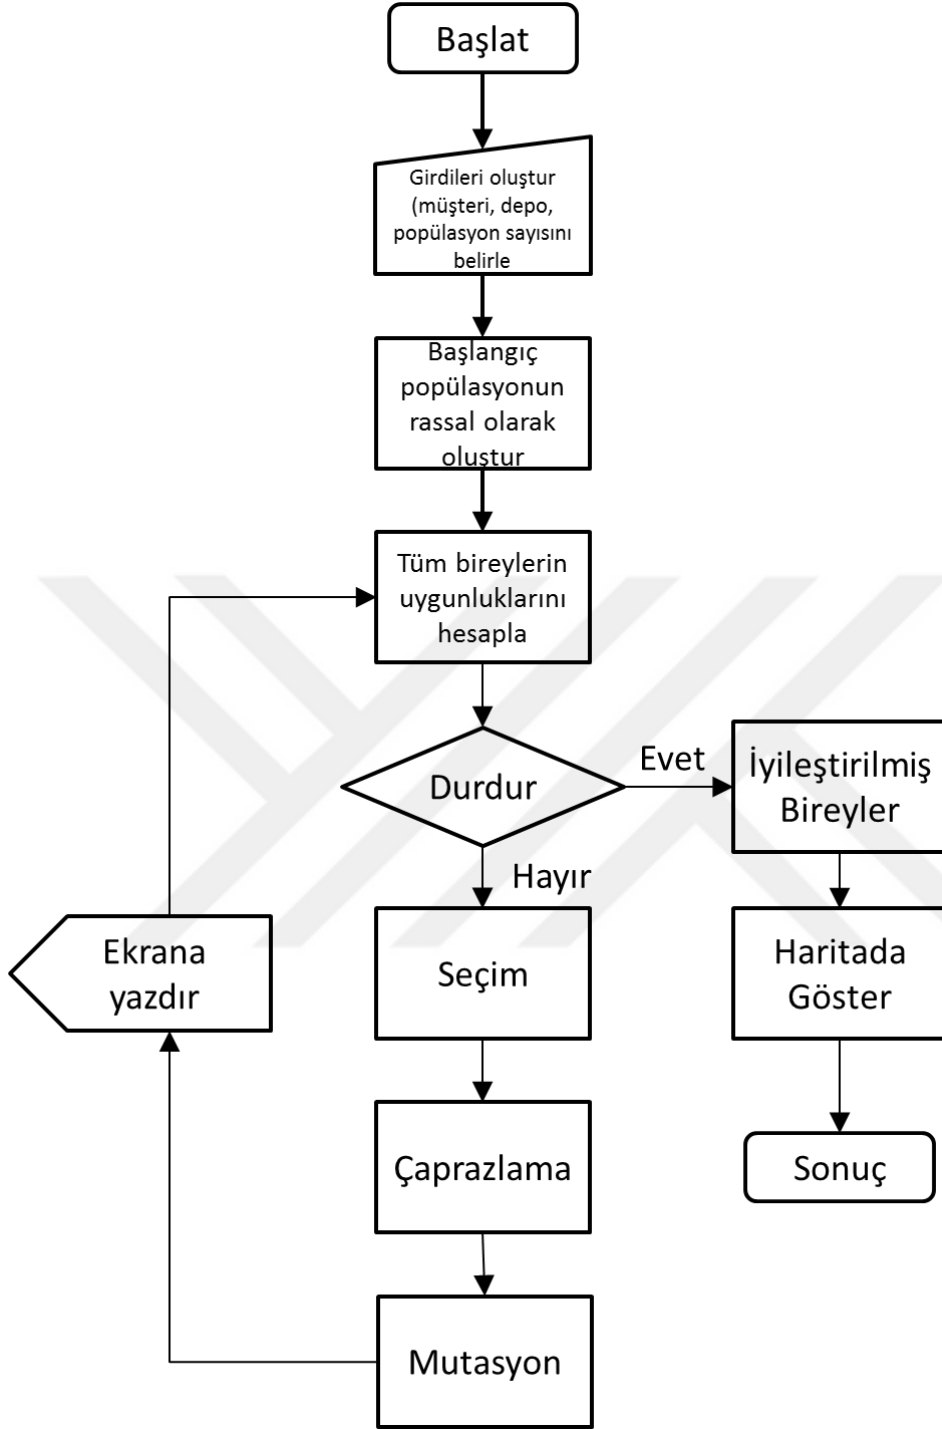 Başlat
Girdileri oluştur
(müşteri, depo,
popülasyon sayısını
belirle
Başlangıç
popülasyonun
rassal olarak
oluştur
Tüm bireylerin
uygunluklarını
hesapla
Durdur
Evet
İyileştirilmiş
Bireyler
Hayır
Ekrana
yazdır
Seçim
Haritada
Göster
Çaprazlama
Sonuç
Mutasyon